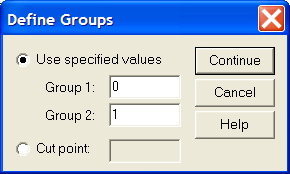 Define Groups
Use specified values
Continue
Group 1: 0
Cancel
Group 2: 1
Help
Cut point: